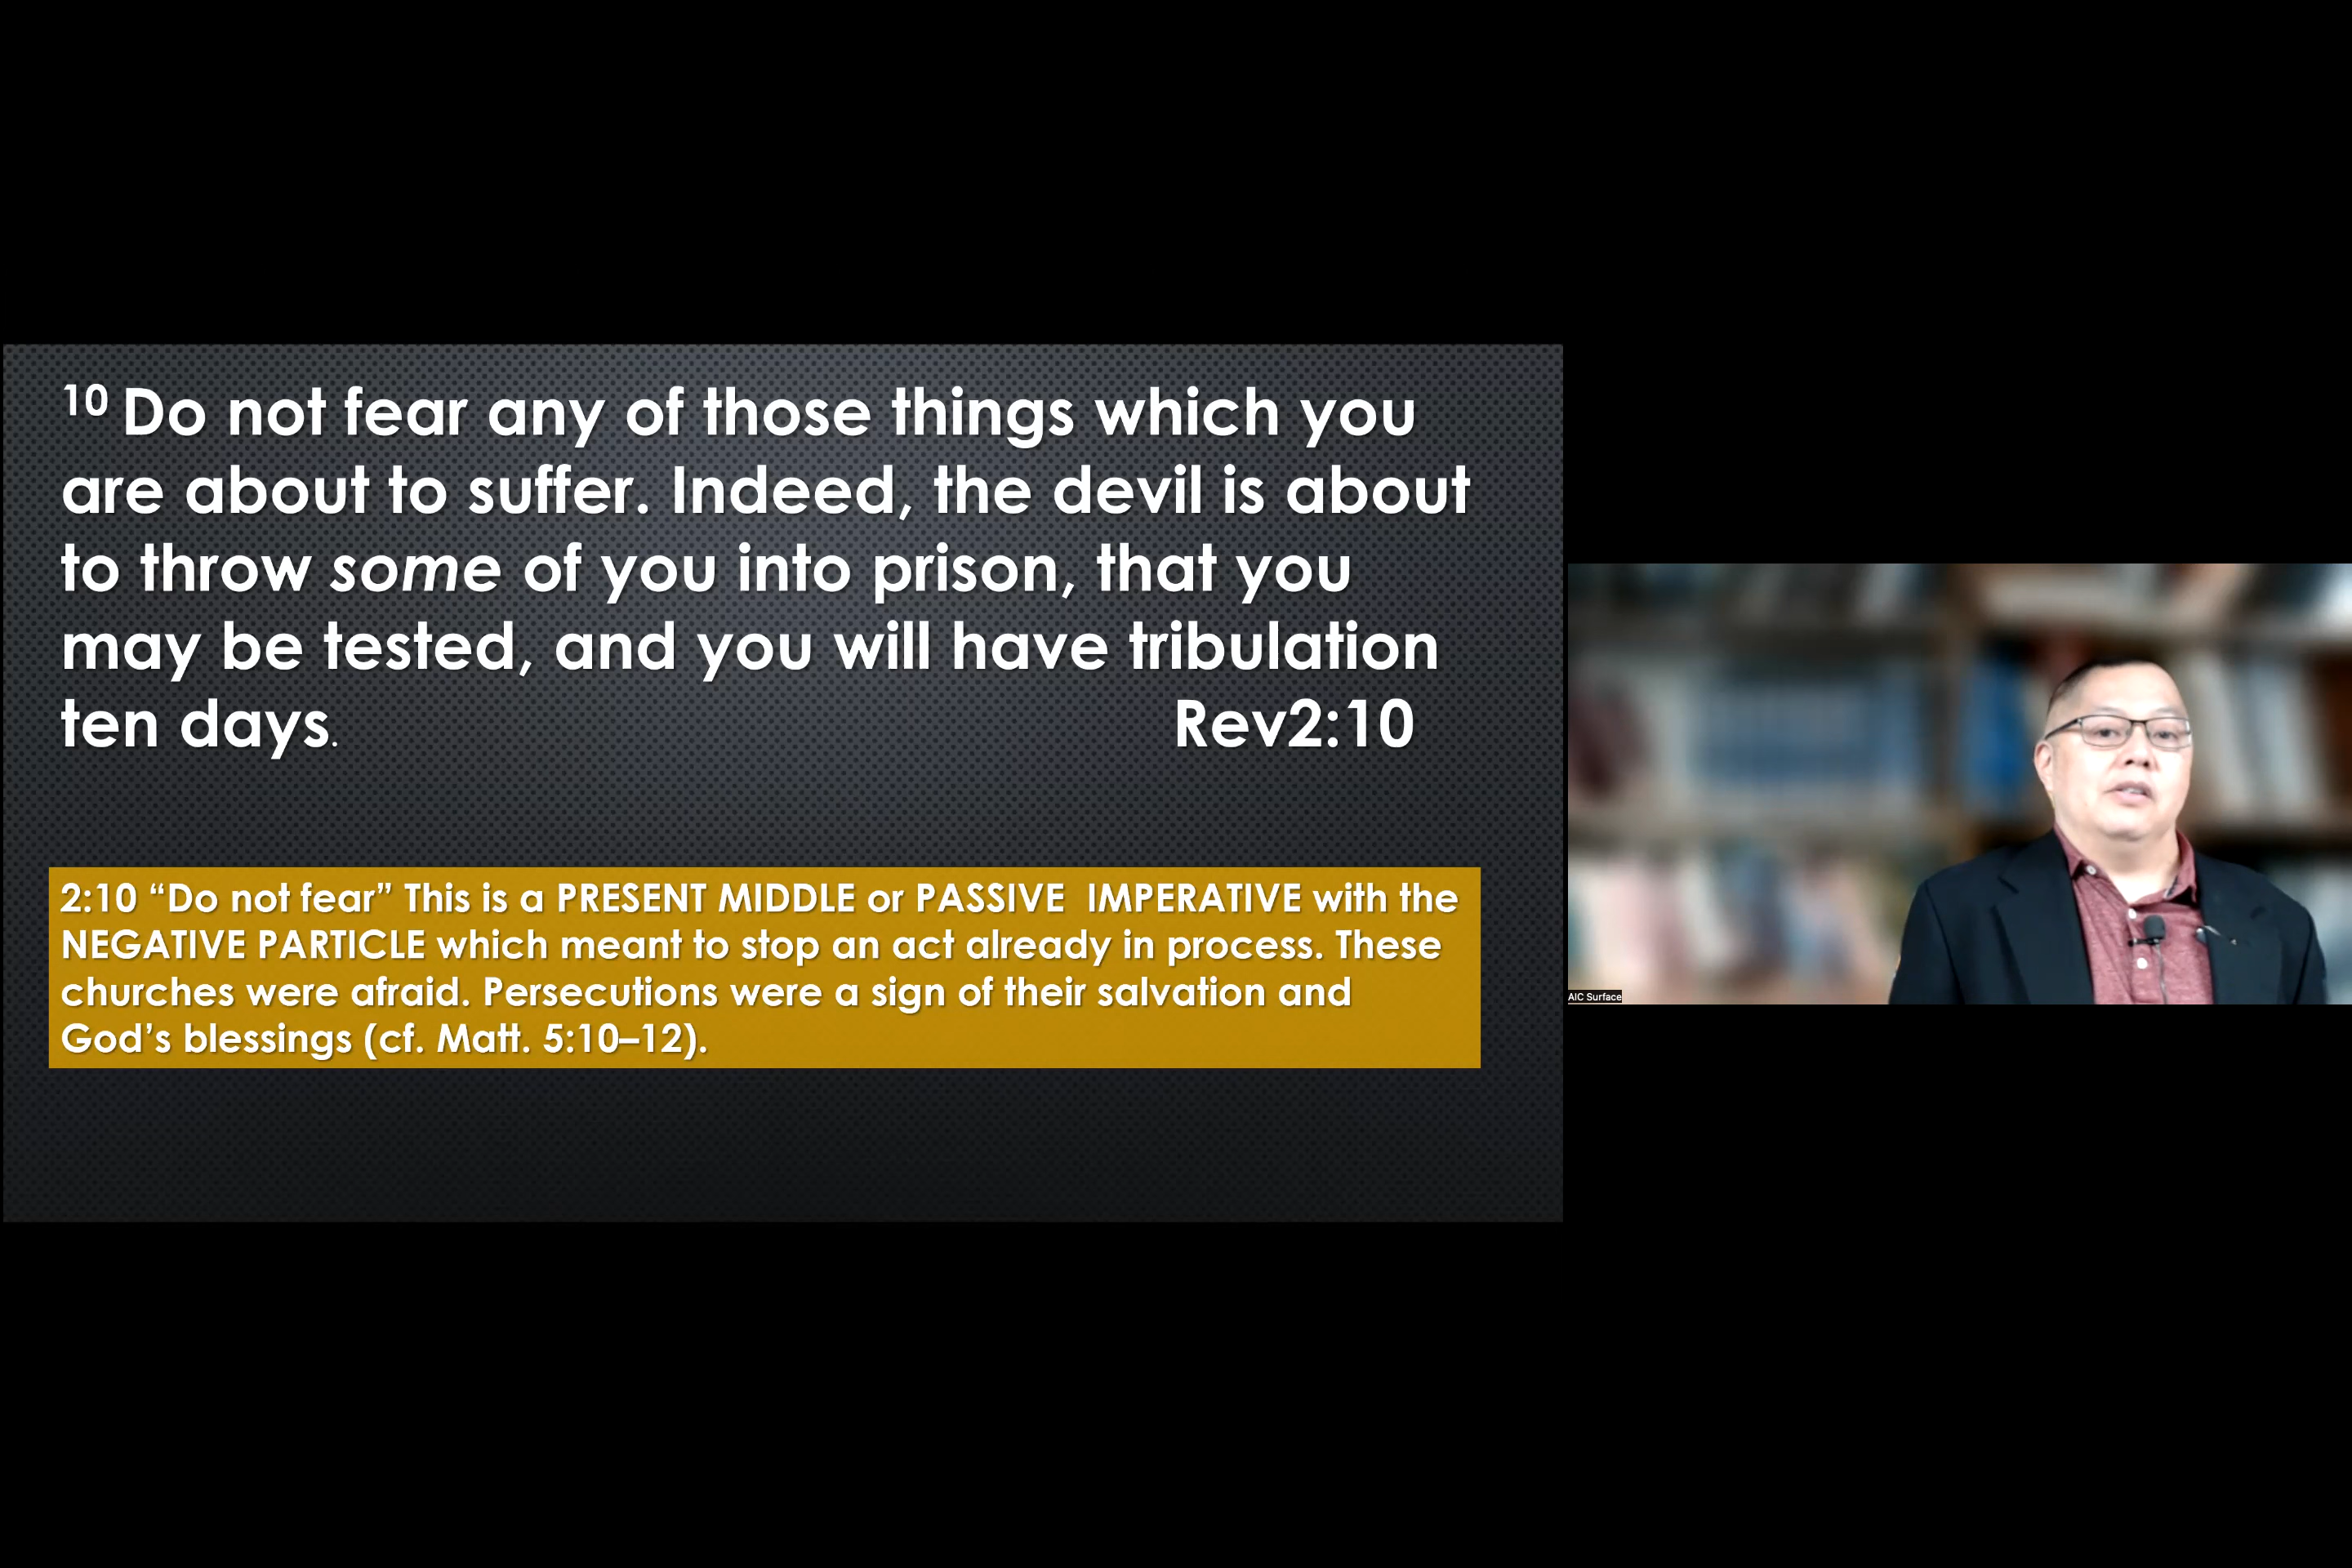 10 Do not fear any of those things which you
are about to suffer. Indeed, the devil is about
to throw some of you into prison, that you
may be tested, and you will have tribulation
ten days. Rev2:10
2:10 “Do not fear” This is a PRESENT MIDDLE or PASSIVE  IMPERATIVE with the
NEGATIVE PARTICLE which meant to stop an act already in process. These
churches were afraid. Persecutions were a sign of their salvation and
God’s blessings (cf. Matt. 5:10–12).
AIC Surface